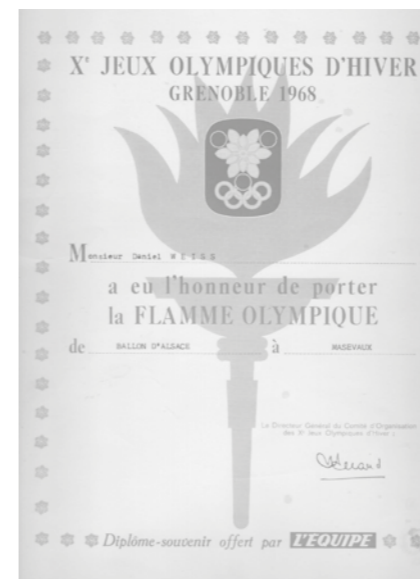 Xe JEUX OLYMPIQUES D'HIVER
GRENOBLE 1968
Monsieur Daniel WEISS
a eu l'honneur de porter
la FLAMME OLYMPIQUE
de BALLON D'ALSACE à MASEVAUX
Le Directeur Général du Comité d'Organisation
des Xe Jeux Olympiques d'Hiver :
Diplôme-souvenir offert par L'EQUIPE